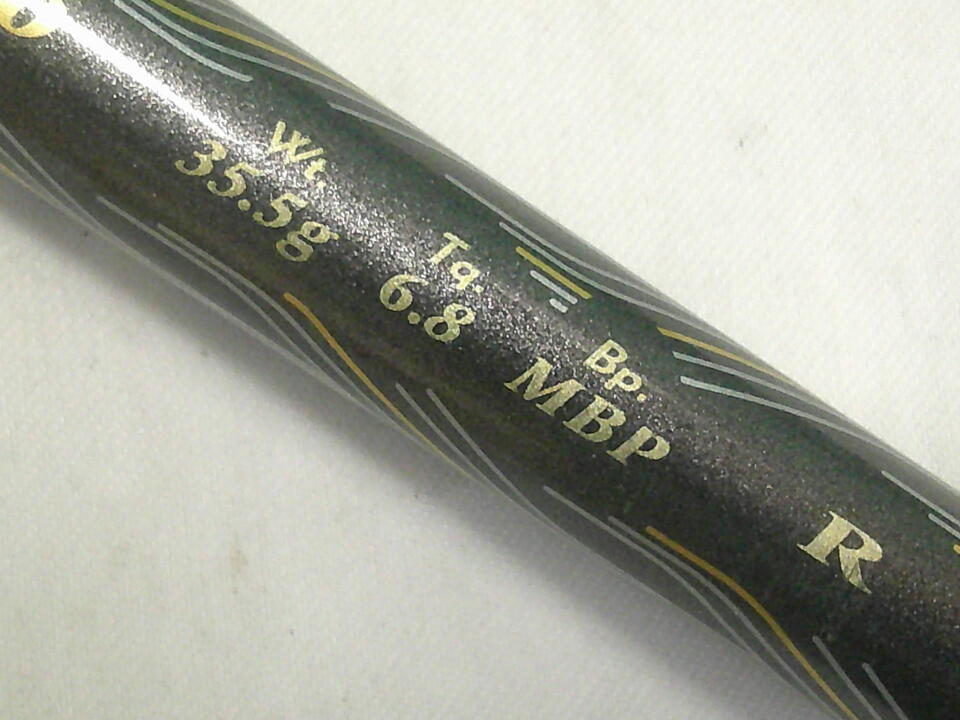 Wt. Tq. Bp.
35.5g 6.8 MBP R